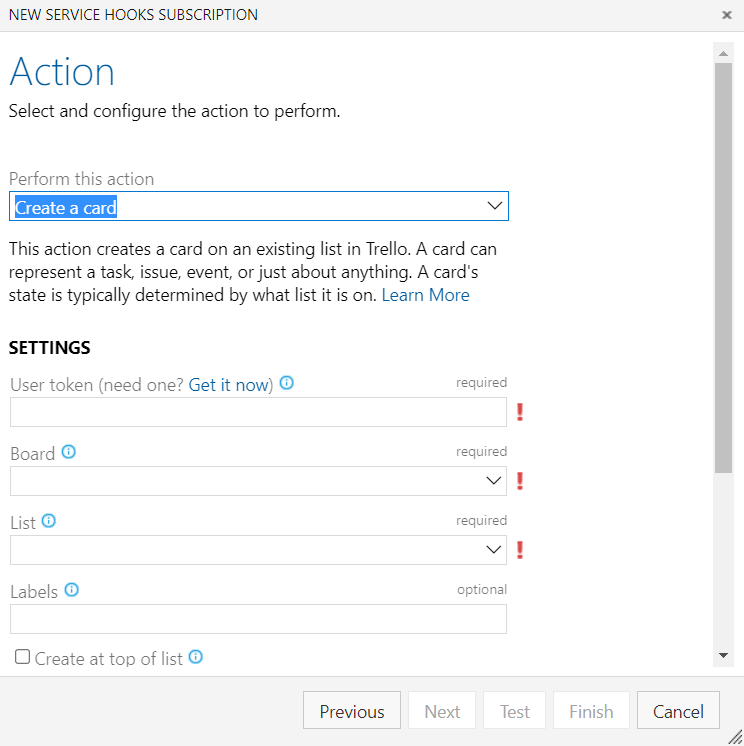 NEW SERVICE HOOKS SUBSCRIPTION
Action
Select and configure the action to perform.
Perform this action
Create a card
This action creates a card on an existing list in Trello. A card can
represent a task, issue, event, or just about anything. A card's
state is typically determined by what list it is on. Learn More
SETTINGS
User token (need one? Get it now) required
Board required
List required
Labels optional
Create at top of list
Previous Next Test Finish Cancel